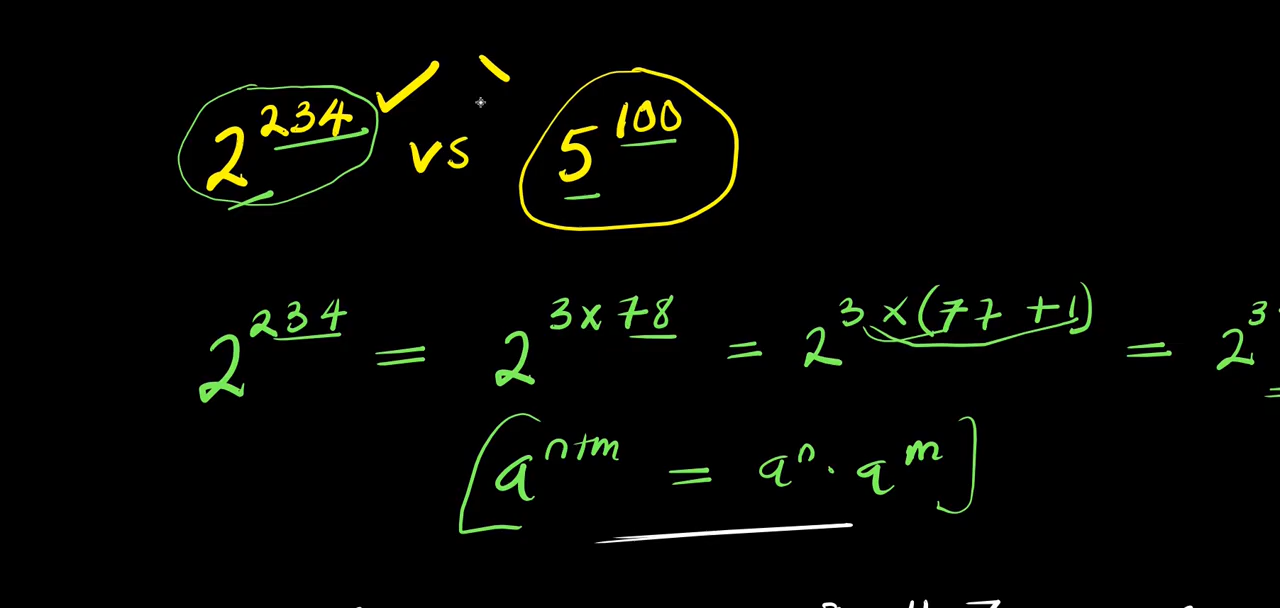 2^234 vs 5^100
2^234 = 2^3×78 = 2^3×(77+1) = 2^3
[a^n+m = a^n · a^m]